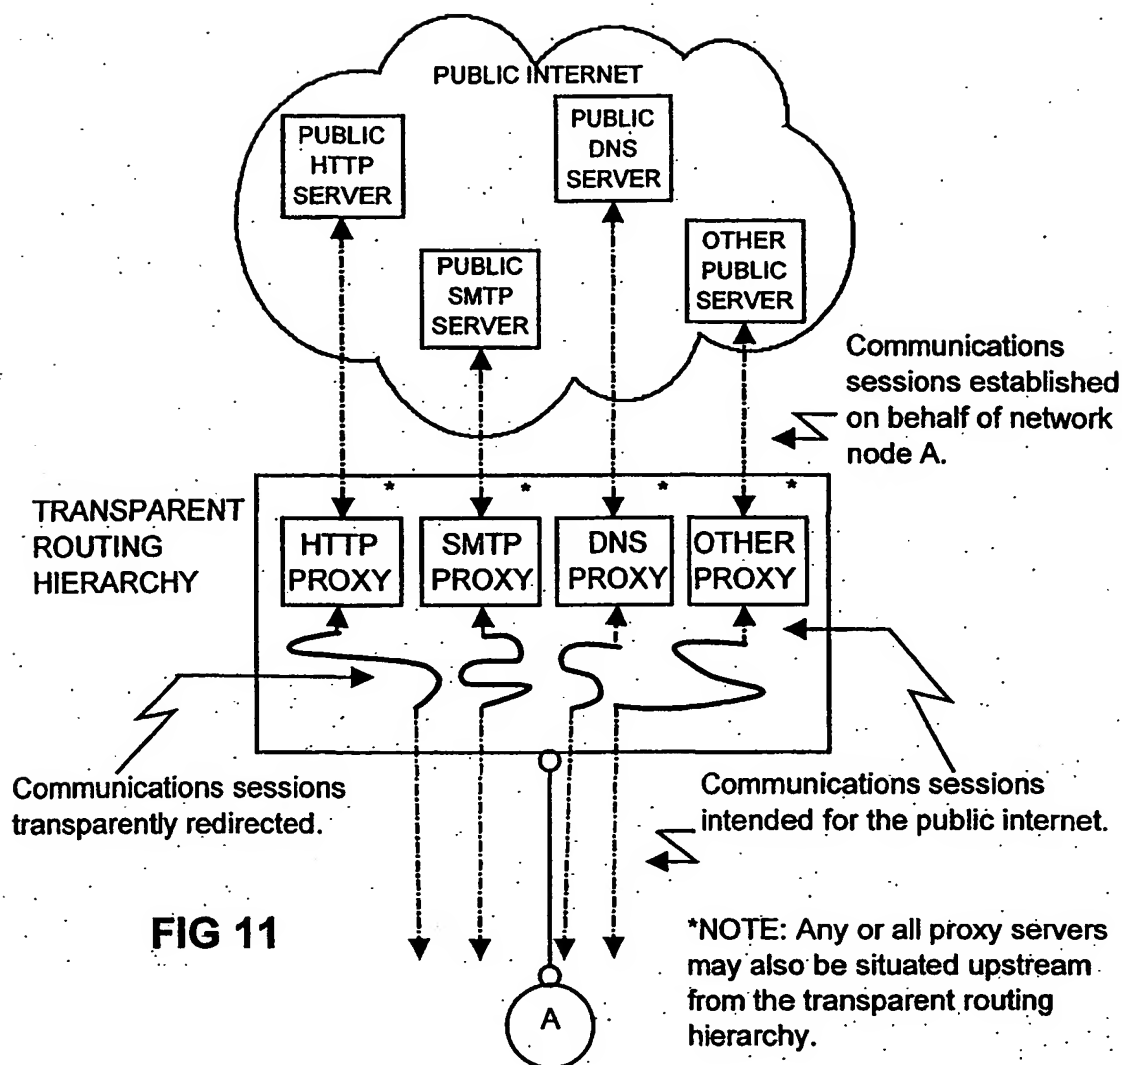 PUBLIC INTERNET
PUBLIC
HTTP
SERVER
PUBLIC
DNS
SERVER
PUBLIC
SMTP
SERVER
OTHER
PUBLIC
SERVER
Communications
sessions established
on behalf of network
node A.
TRANSPARENT
ROUTING
HIERARCHY
*
*
*
*
HTTP
PROXY
SMTP
PROXY
DNS
PROXY
OTHER
PROXY
Communications sessions
transparently redirected.
Communications sessions
intended for the public internet.
FIG 11
*NOTE: Any or all proxy servers
may also be situated upstream
from the transparent routing
hierarchy.
A